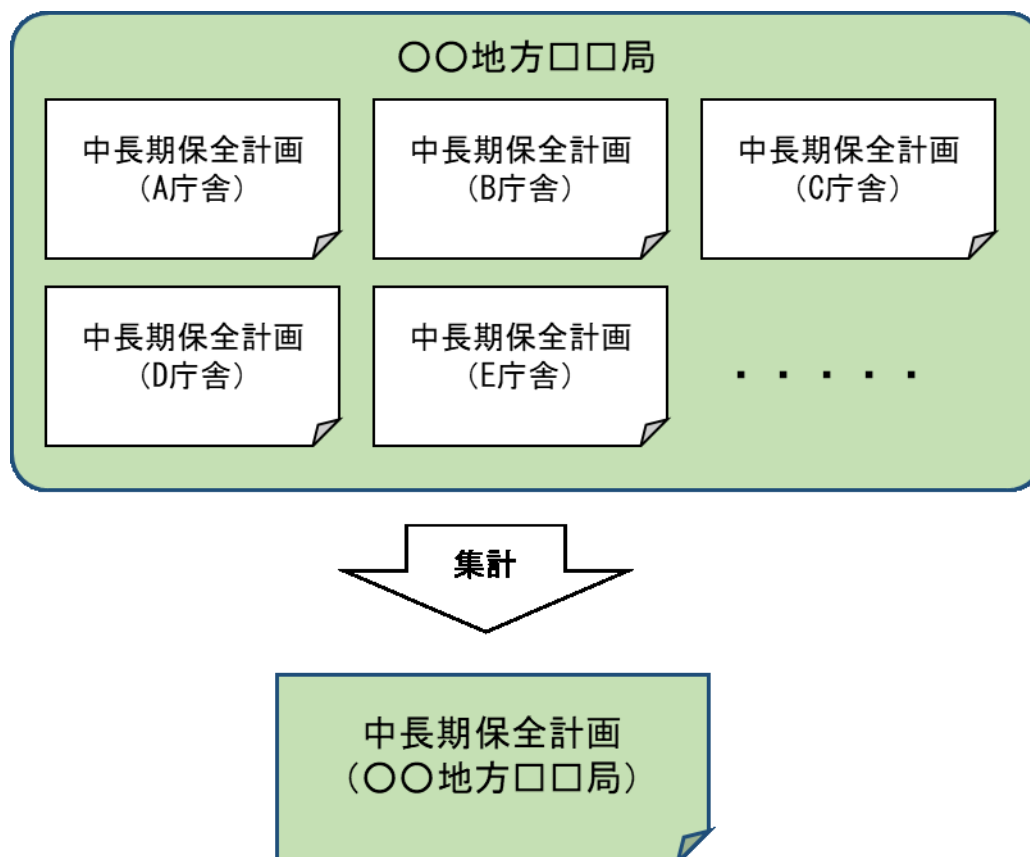 〇〇地方□□局
中長期保全計画
（A庁舎）
中長期保全計画
（B庁舎）
中長期保全計画
（C庁舎）
中長期保全計画
（D庁舎）
中長期保全計画
（E庁舎）
・・・・・
集計
中長期保全計画
（〇〇地方□□局）